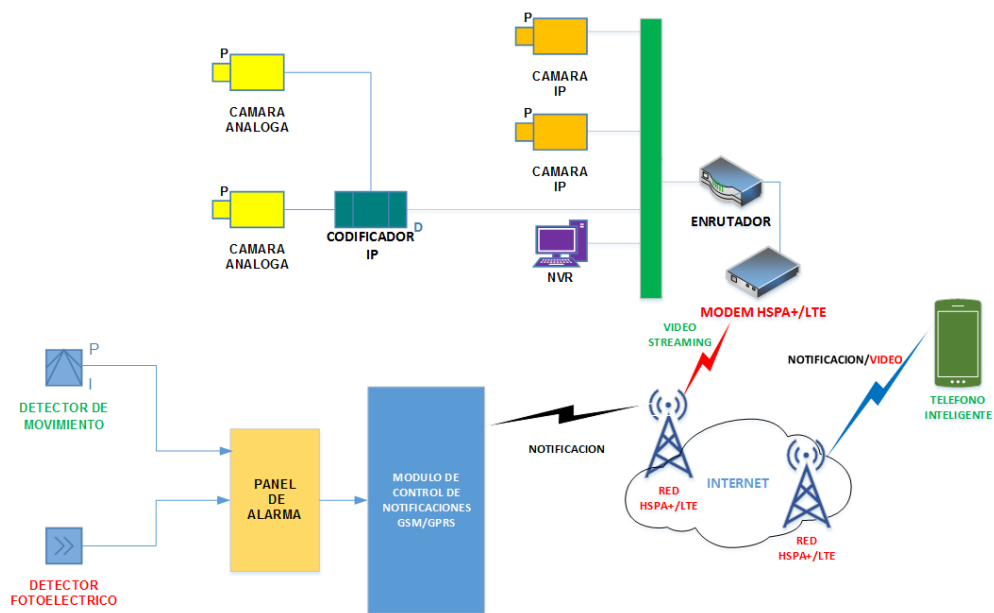 P
CAMARA
ANALOGA
P
CAMARA
IP
P
CAMARA
IP
P
CAMARA
ANALOGA
CODIFICADOR
IP
D
NVR
ENRUTADOR
MODEM HSPA+/LTE
VIDEO
STREAMING
NOTIFICACION/VIDEO
TELEFONO
INTELIGENTE
P
I
DETECTOR DE
MOVIMIENTO
PANEL
DE
ALARMA
MODULO DE
CONTROL DE
NOTIFICACIONES
GSM/GPRS
NOTIFICACION
INTERNET
RED
HSPA+/LTE
RED
HSPA+/LTE
DETECTOR
FOTOELECTRICO